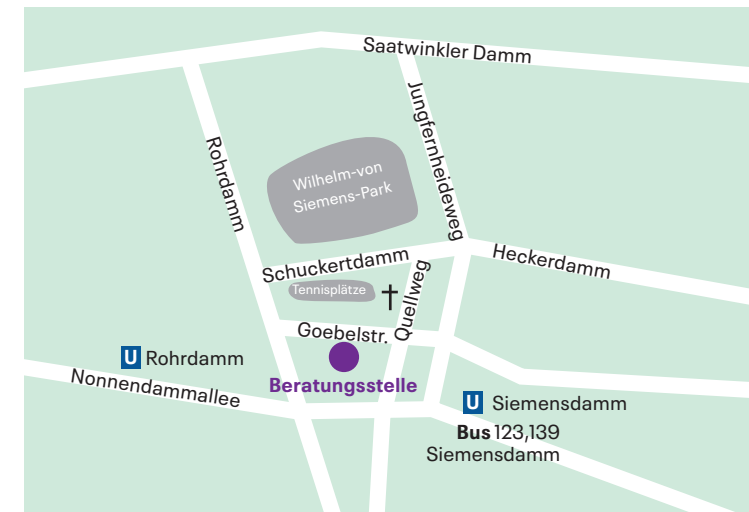 Saatwinkler Damm
Jungfernheideweg
Rohrdamm
Wilhelm-von
Siemens-Park
Schuckertdamm
Heckerdamm
Tennisplätze
Quellweg
Goebelstr.
U Rohrdamm
Beratungsstelle
Nonnendammallee
U Siemensdamm
Bus 123,139
Siemensdamm